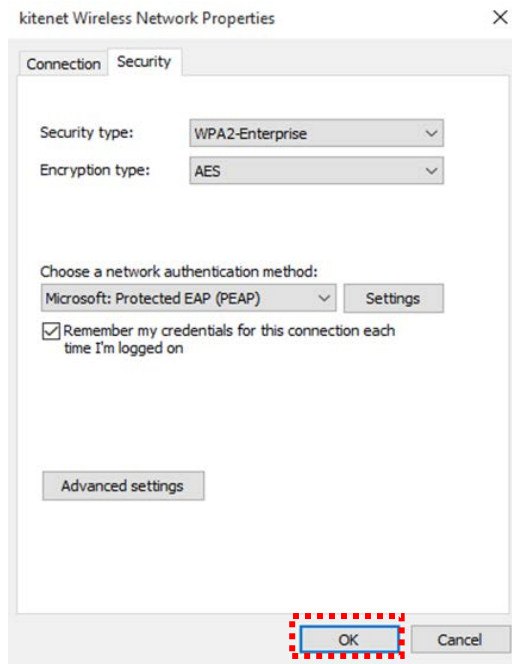 kitenet Wireless Network Properties
Connection Security
Security type: WPA2-Enterprise
Encryption type: AES
Choose a network authentication method:
Microsoft: Protected EAP (PEAP) Settings
Remember my credentials for this connection each
time I'm logged on
Advanced settings
OK Cancel